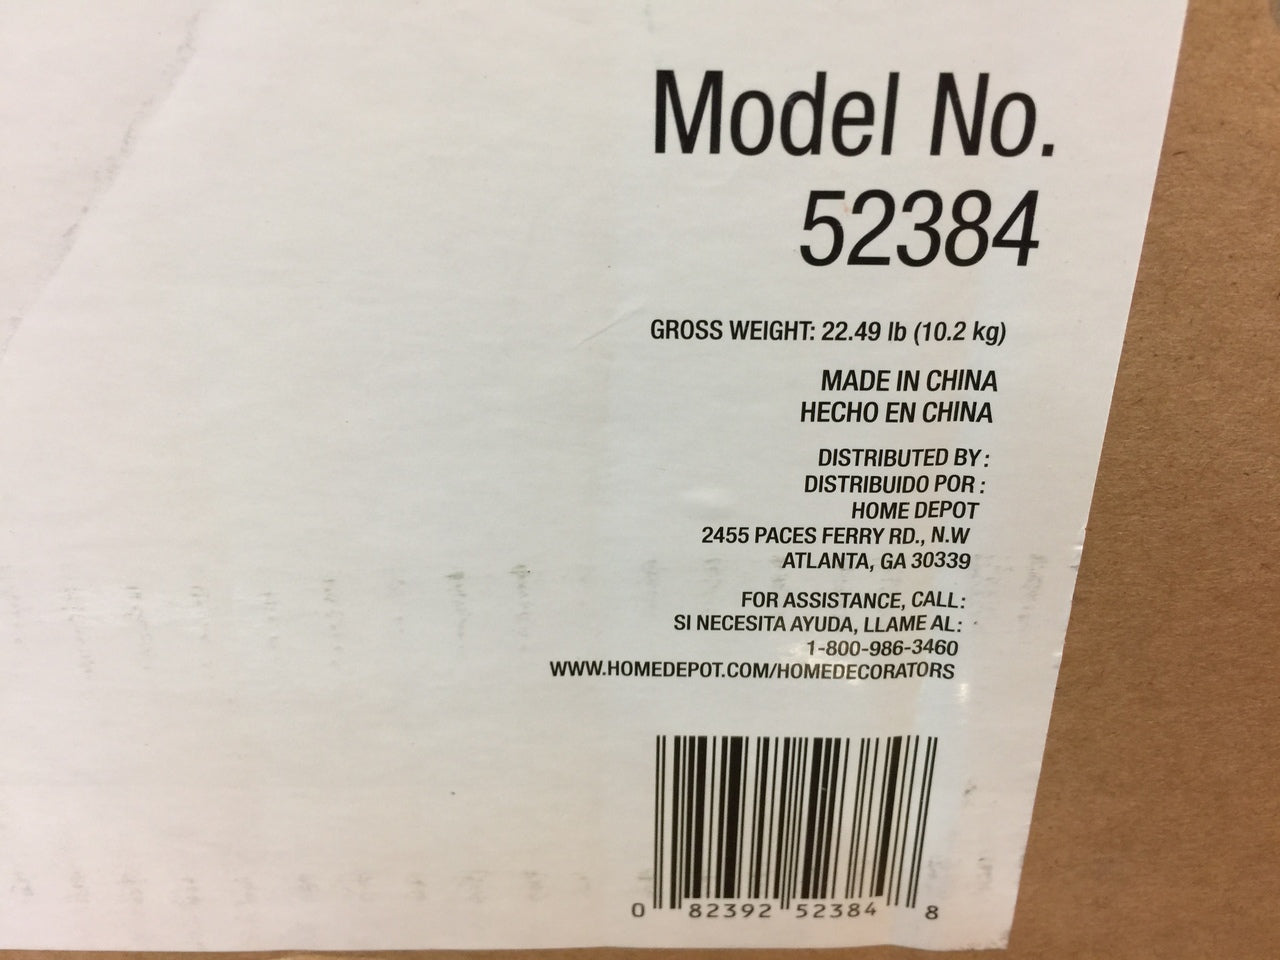 Model No.
52384
GROSS WEIGHT: 22.49 lb (10.2 kg)
MADE IN CHINA
HECHO EN CHINA
DISTRIBUTED BY :
DISTRIBUIDO POR :
HOME DEPOT
2455 PACES FERRY RD., N.W
ATLANTA, GA 30339
FOR ASSISTANCE, CALL:
SI NECESITA AYUDA, LLAME AL:
1-800-986-3460
WWW.HOMEDEPOT.COM/HOMEDECORATORS
0 82392 52384 8